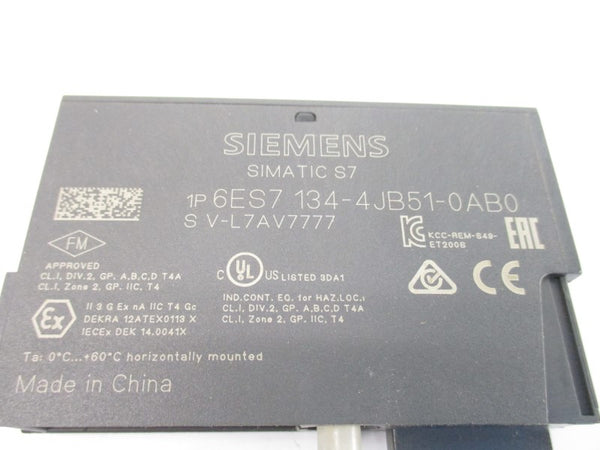 SIEMENS
SIMATIC S7
1P 6ES7 134-4JB51-0AB0
S V-L7AV7777
FM
APPROVED
CL.I, DIV.2, GP. A,B,C,D T4A
CL.I, Zone 2, GP. IIC, T4
C UL US LISTED 3DA1
IND.CONT. EQ. for HAZ.LOC.:
CL.I, DIV.2, GP. A,B,C,D T4A
CL.I, Zone 2, GP. IIC, T4
KCC-REM-S49-
ET200S
EAC
CE
Ex
II 3 G Ex nA IIC T4 Gc
DEKRA 12ATEX0113 X
IECEx DEK 14.0041X
Ta: 0°C...+60°C horizontally mounted
Made in China